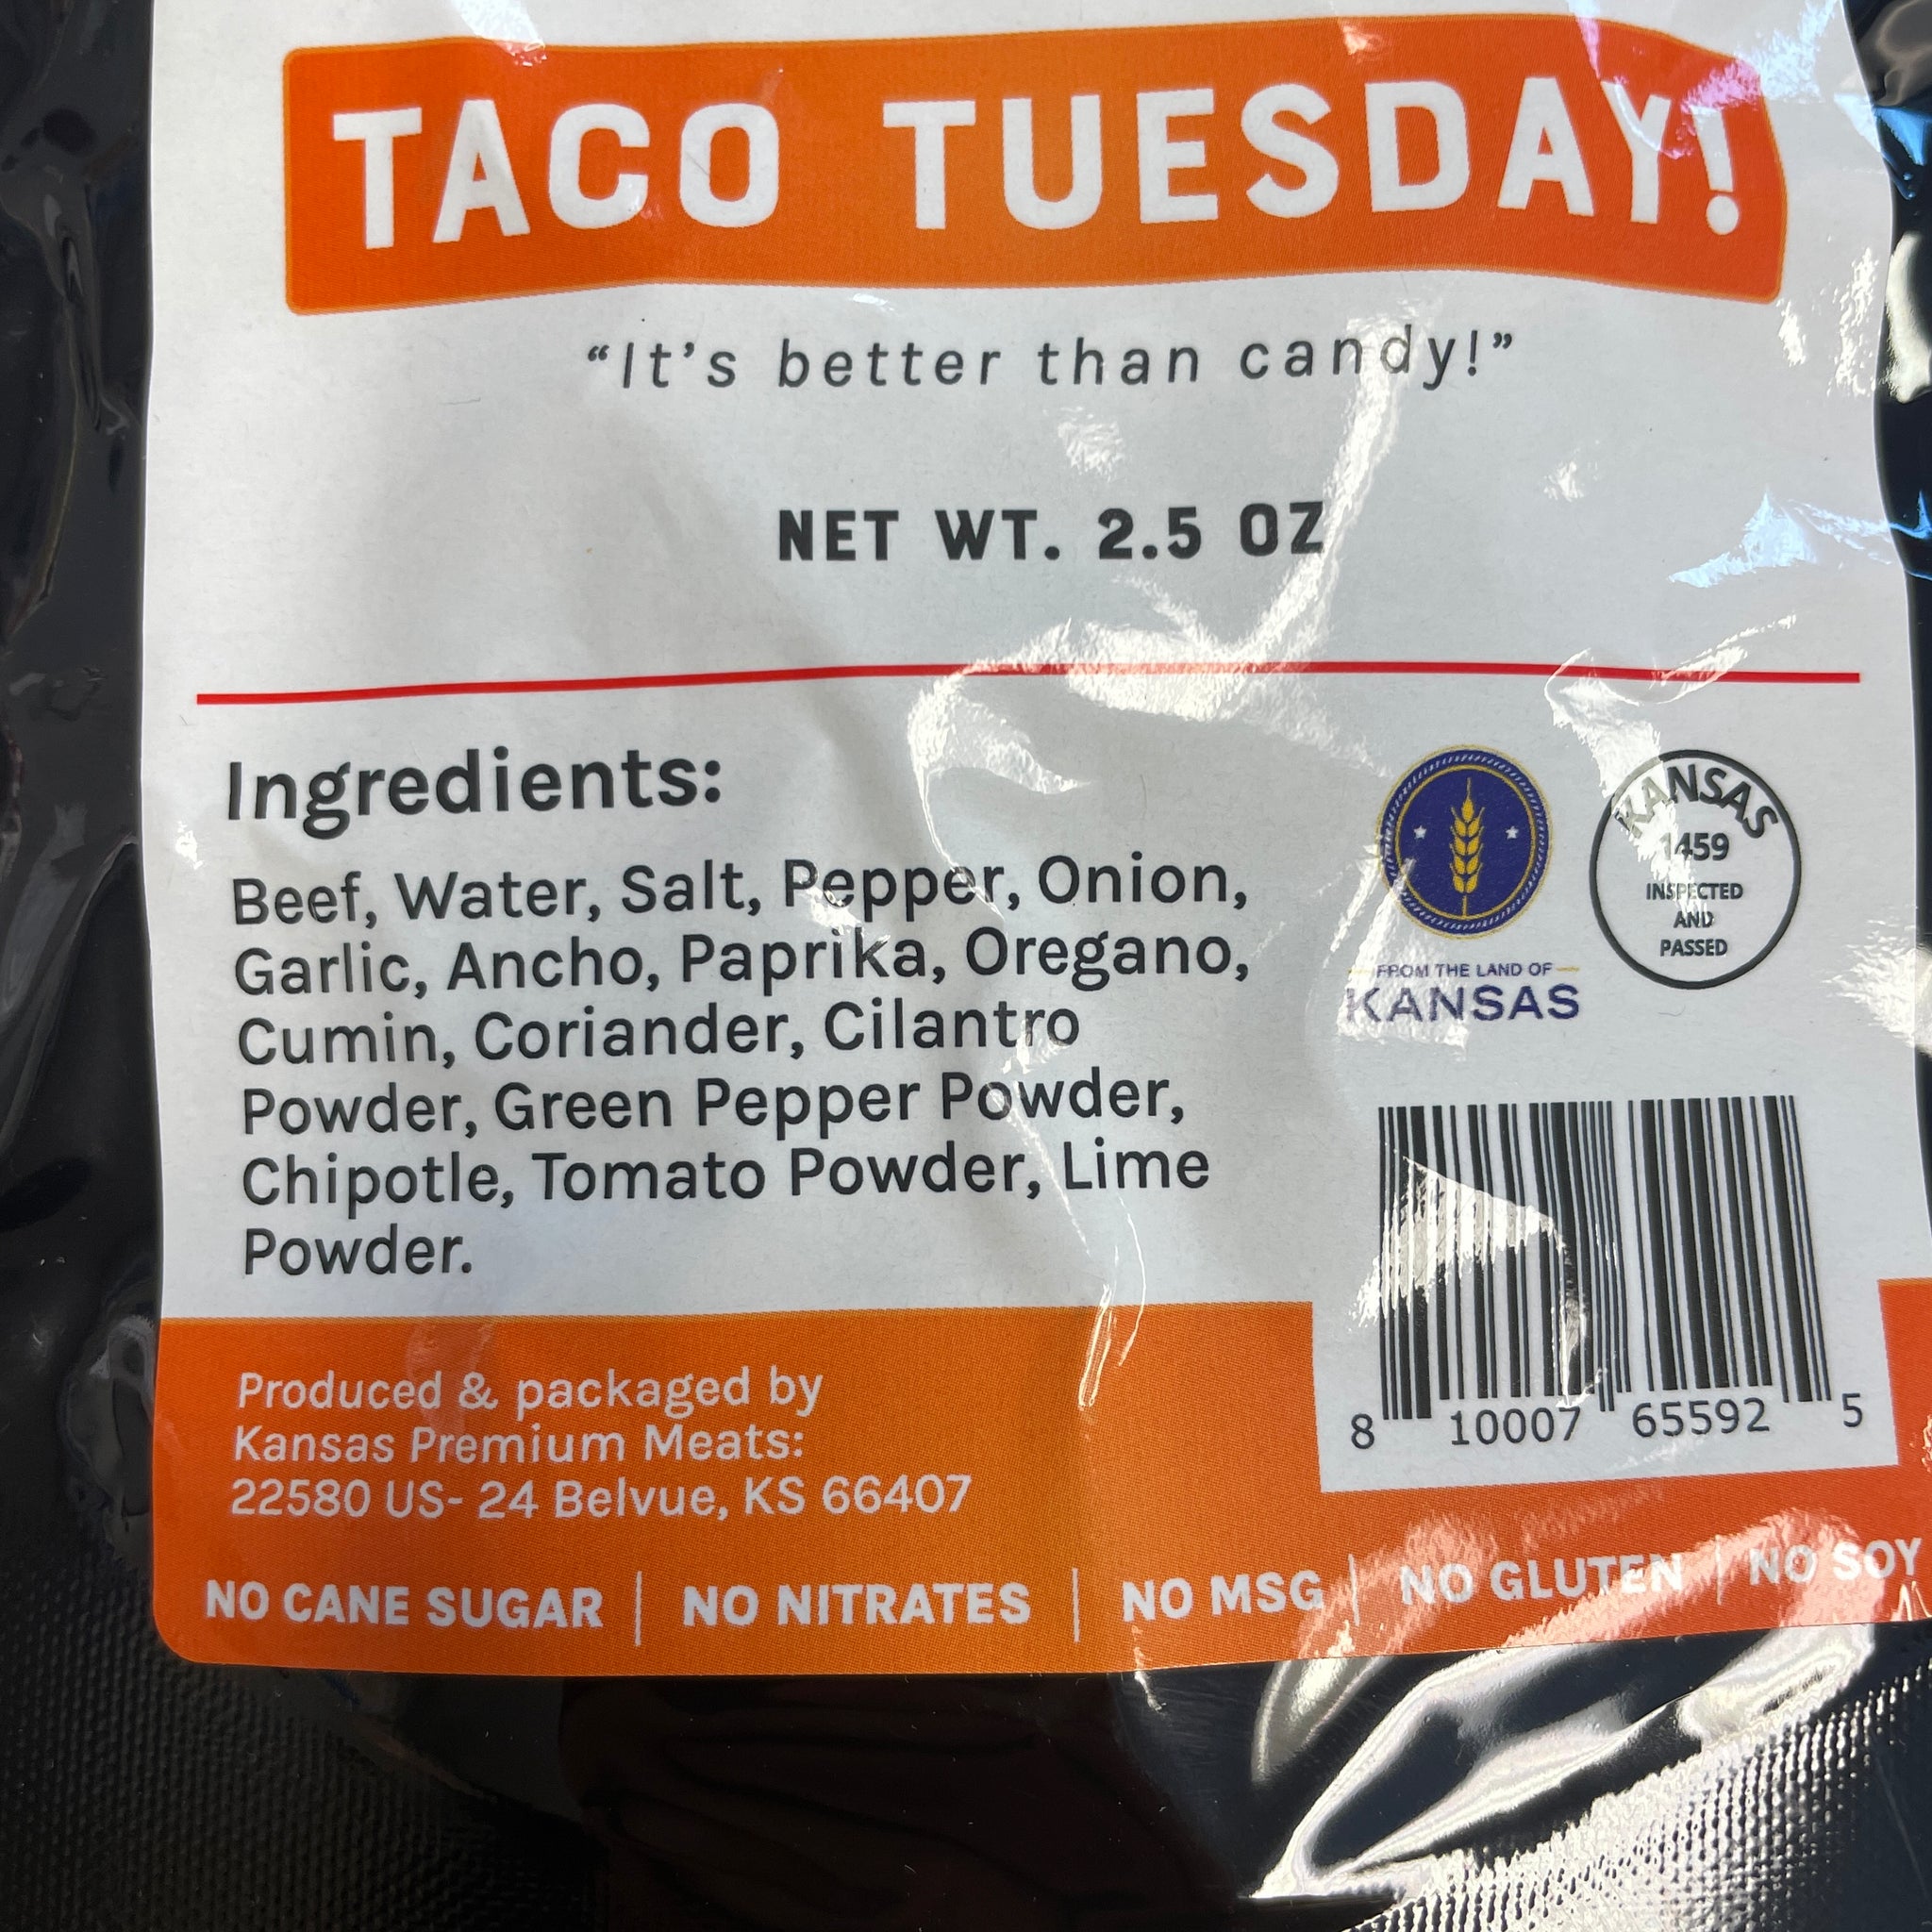 TACO TUESDAY!
“It’s better than candy!”
NET WT. 2.5 OZ
Ingredients:
Beef, Water, Salt, Pepper, Onion,
Garlic, Ancho, Paprika, Oregano,
Cumin, Coriander, Cilantro
Powder, Green Pepper Powder,
Chipotle, Tomato Powder, Lime
Powder.
FROM THE LAND OF
KANSAS
KANSAS
1459
INSPECTED
AND
PASSED
8 10007 65592 5
Produced & packaged by
Kansas Premium Meats:
22580 US- 24 Belvue, KS 66407
NO CANE SUGAR | NO NITRATES | NO MSG | NO GLUTEN | NO SOY